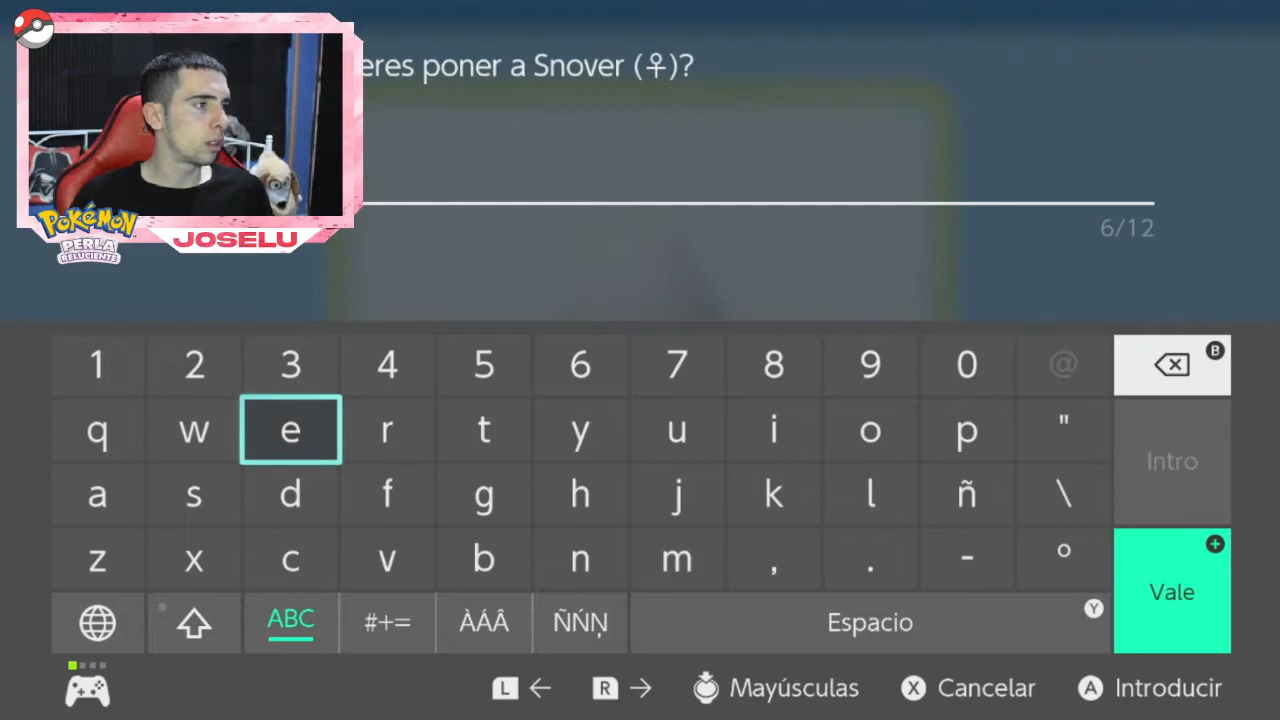 eres poner a Snover (♀)?
6/12
POKÉMON
PERLA
RELUCIENTE
JOSELU
1 2 3 4 5 6 7 8 9 0 @ B
q w e r t y u i o p " Intro
a s d f g h j k l ñ \
z x c v b n m , . - º + Vale
ABC #+= ÀÁÂ ÑŃŅ Espacio Y
L ← R → Mayúsculas X Cancelar A Introducir